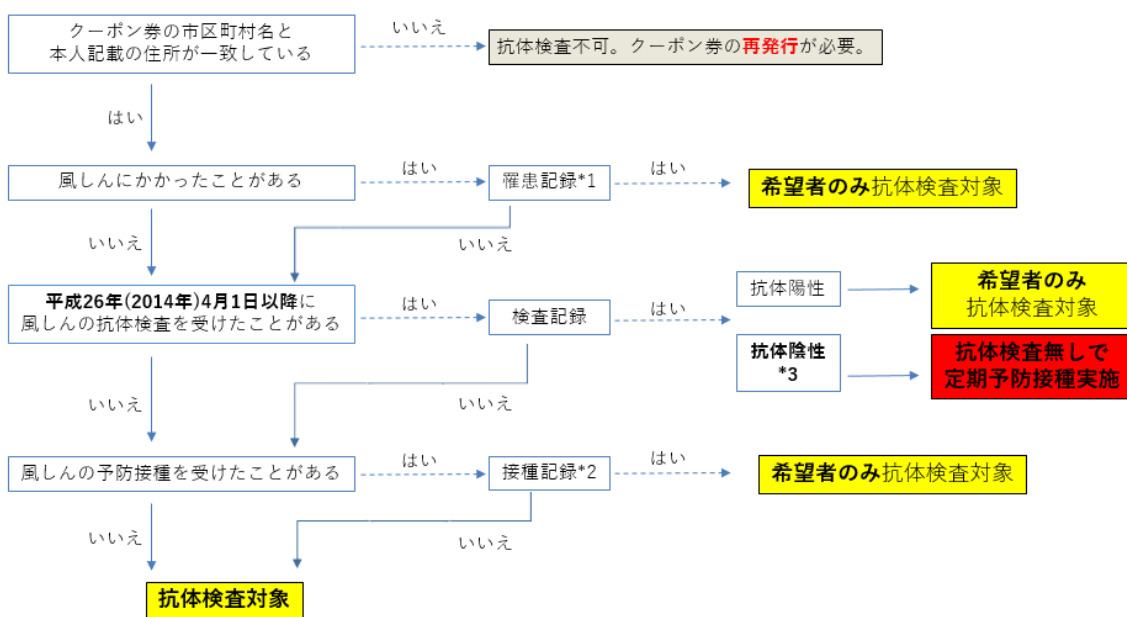 クーポン券の市区町村名と
本人記載の住所が一致している
いいえ
抗体検査不可。クーポン券の再発行が必要。
はい
風しんにかかったことがある
はい
罹患記録*1
はい
希望者のみ抗体検査対象
いいえ
いいえ
平成26年(2014年)4月1日以降に
風しんの抗体検査を受けたことがある
はい
検査記録
はい
抗体陽性
希望者のみ
抗体検査対象
抗体陰性
*3
抗体検査無しで
定期予防接種実施
いいえ
いいえ
風しんの予防接種を受けたことがある
はい
接種記録*2
はい
希望者のみ抗体検査対象
いいえ
いいえ
抗体検査対象